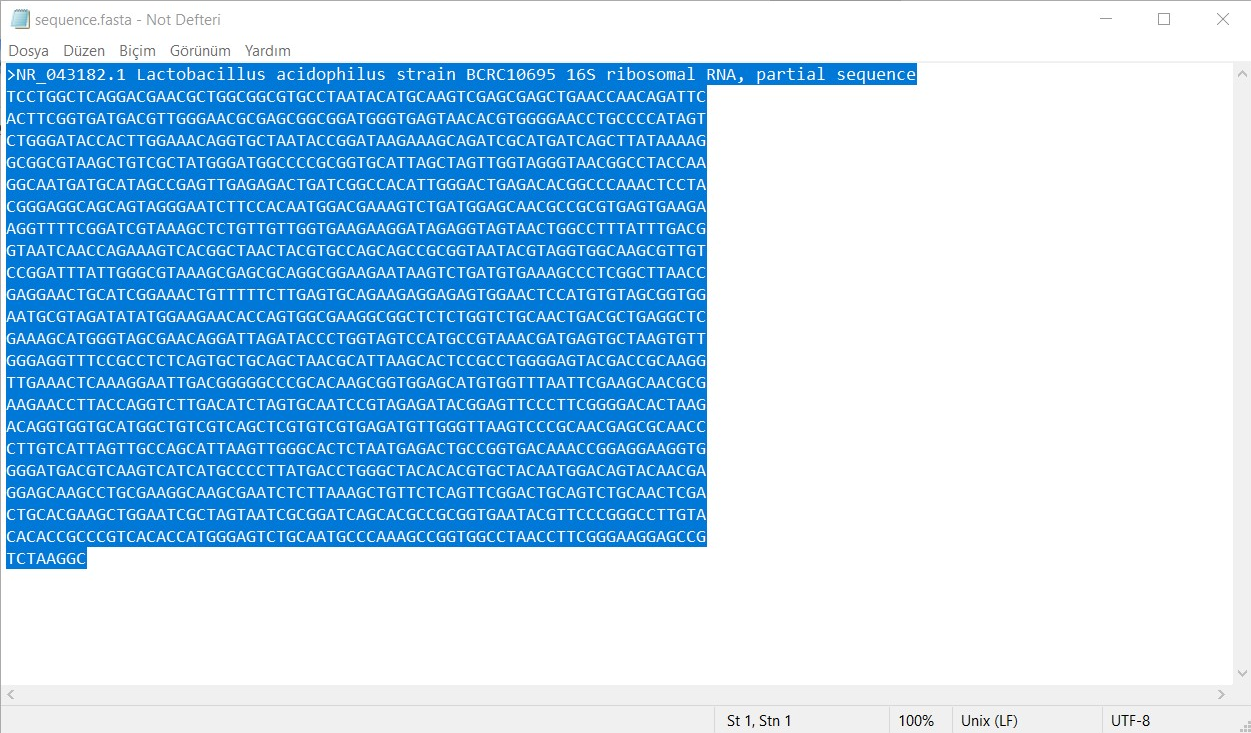 sequence.fasta - Not Defteri
Dosya Düzen Biçim Görünüm Yardım
>NR_043182.1 Lactobacillus acidophilus strain BCRC10695 16S ribosomal RNA, partial sequence
TCCTGGCTCAGGACGAACGCTGGCGGCGTGCCTAATACATGCAAGTCGAGCGAGCTGAACCAACAGATTC
ACTTCGGTGATGACGTTGGGAACGCGAGCGGCGGATGGGTGAGTAACACGTGGGGAACCTGCCCCATAGT
CTGGGATACCACTTGGAAACAGGTGCTAATACCGGATAAGAAAGCAGATCGCATGATCAGCTTATAAAAG
GCGGCGTAAGCTGTCGCTATGGGATGGCCCCGCGGTGCATTAGCTAGTTGGTAGGGTAACGGCCTACCAA
GGCAATGATGCATAGCCGAGTTGAGAGACTGATCGGCCACATTGGGACTGAGACACGGCCCAAACTCCTA
CGGGAGGCAGCAGTAGGGAATCTTCCACAATGGACGAAAGTCTGATGGAGCAACGCCGCGTGAGTGAAGA
AGGTTTTCGGATCGTAAAGCTCTGTTGTTGGTGAAGAAGGATAGAGGTAGTAACTGGCCTTTATTTGACG
GTAATCAACCAGAAAGTCACGGCTAACTACGTGCCAGCAGCCGCGGTAATACGTAGGTGGCAAGCGTTGT
CCGGATTTATTGGGCGTAAAGCGAGCGCAGGCGGAAGAATAAGTCTGATGTGAAAGCCCTCGGCTTAACC
GAGGAACTGCATCGGAAACTGTTTTTCTTGAGTGCAGAAGAGGAGAGTGGAACTCCATGTGTAGCGGTGG
AATGCGTAGATATATGGAAGAACACCAGTGGCGAAGGCGGCTCTCTGGTCTGCAACTGACGCTGAGGCTC
GAAAGCATGGGTAGCGAACAGGATTAGATACCCTGGTAGTCCATGCCGTAAACGATGAGTGCTAAGTGTT
GGGAGGTTTCCGCCTCTCAGTGCTGCAGCTAACGCATTAAGCACTCCGCCTGGGGAGTACGACCGCAAGG
TTGAAACTCAAAGGAATTGACGGGGGCCCGCACAAGCGGTGGAGCATGTGGTTTAATTCGAAGCAACGCG
AAGAACCTTACCAGGTCTTGACATCTAGTGCAATCCGTAGAGATACGGAGTTCCCTTCGGGGACACTAAG
ACAGGTGGTGCATGGCTGTCGTCAGCTCGTGTCGTGAGATGTTGGGTTAAGTCCCGCAACGAGCGCAACC
CTTGTCATTAGTTGCCAGCATTAAGTTGGGCACTCTAATGAGACTGCCGGTGACAAACCGGAGGAAGGTG
GGGATGACGTCAAGTCATCATGCCCCTTATGACCTGGGCTACACACGTGCTACAATGGACAGTACAACGA
GGAGCAAGCCTGCGAAGGCAAGCGAATCTCTTAAAGCTGTTCTCAGTTCGGACTGCAGTCTGCAACTCGA
CTGCACGAAGCTGGAATCGCTAGTAATCGCGGATCAGCACGCCGCGGTGAATACGTTCCCGGGCCTTGTA
CACACCGCCCGTCACACCATGGGAGTCTGCAATGCCCAAAGCCGGTGGCCTAACCTTCGGGAAGGAGCCG
TCTAAGGC
St 1, Stn 1 100% Unix (LF) UTF-8